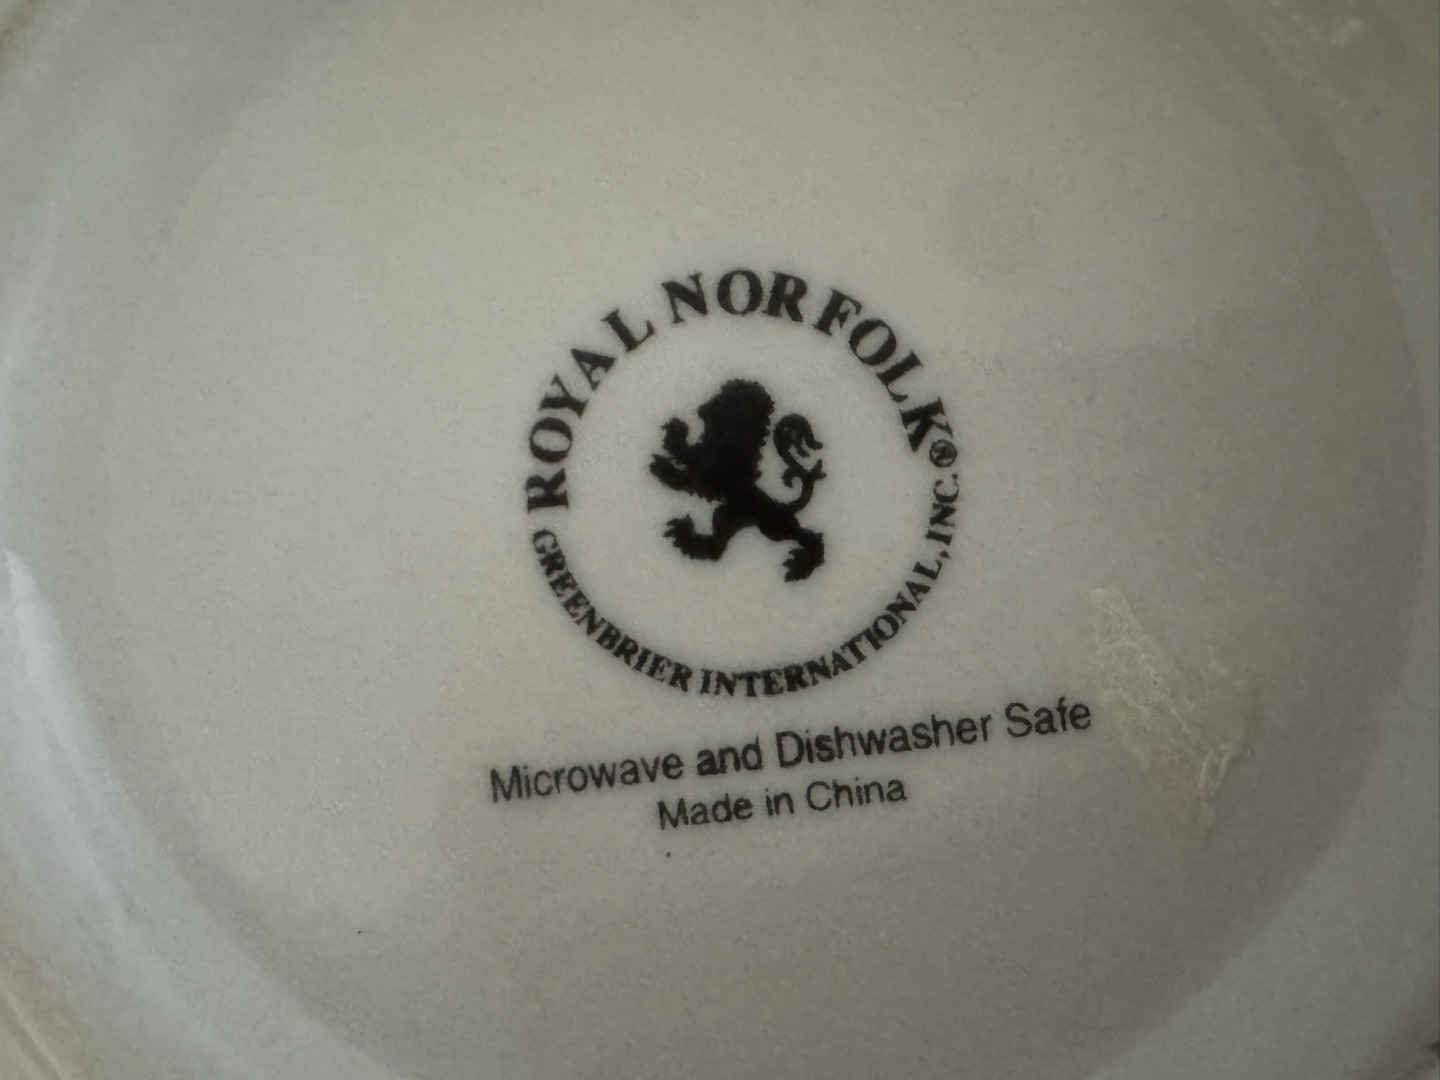 ROYAL NORFOLK®
GREENBRIER INTERNATIONAL, INC.
Microwave and Dishwasher Safe
Made in China